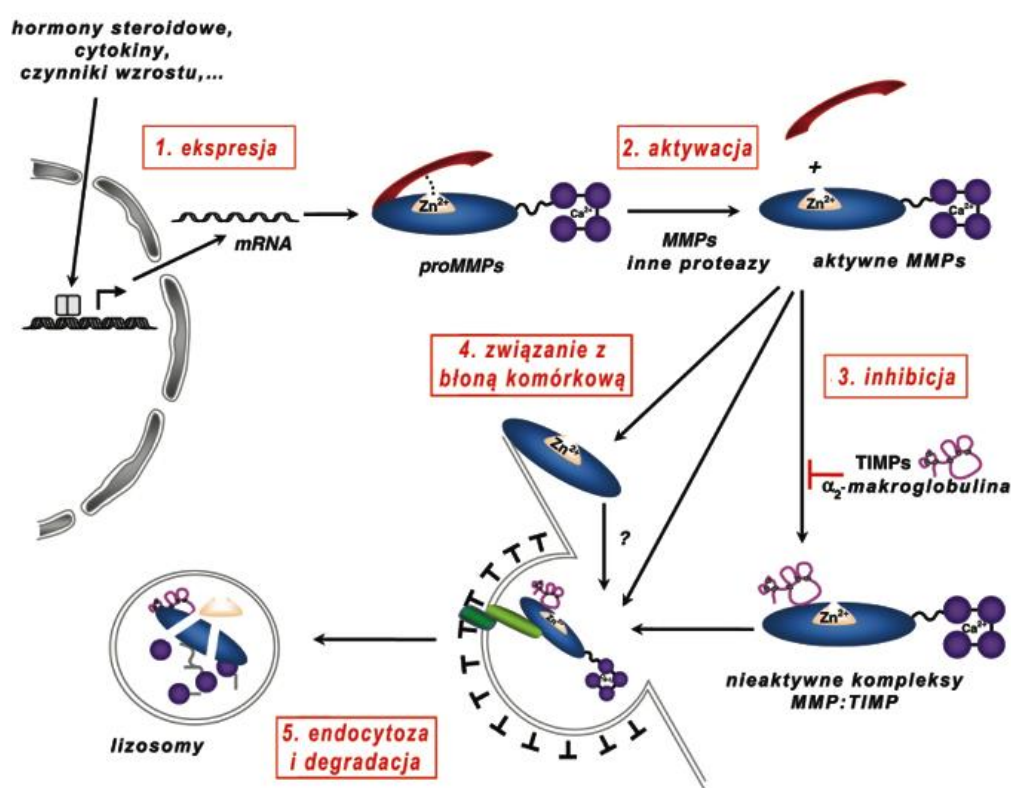 hormony steroidowe,
cytokiny,
czynniki wzrostu,...
1. ekspresja
2. aktywacja
+
Zn2+
Ca2+
Zn2+
Ca2+
mRNA
proMMPs
MMPs
inne proteazy
aktywne MMPs
4. związanie z
błoną komórkową
3. inhibicja
Zn2+
TIMPs
α2-makroglobulina
?
Zn2+
Zn2+
Ca2+
nieaktywne kompleksy
MMP:TIMP
lizosomy
5. endocytoza
i degradacja